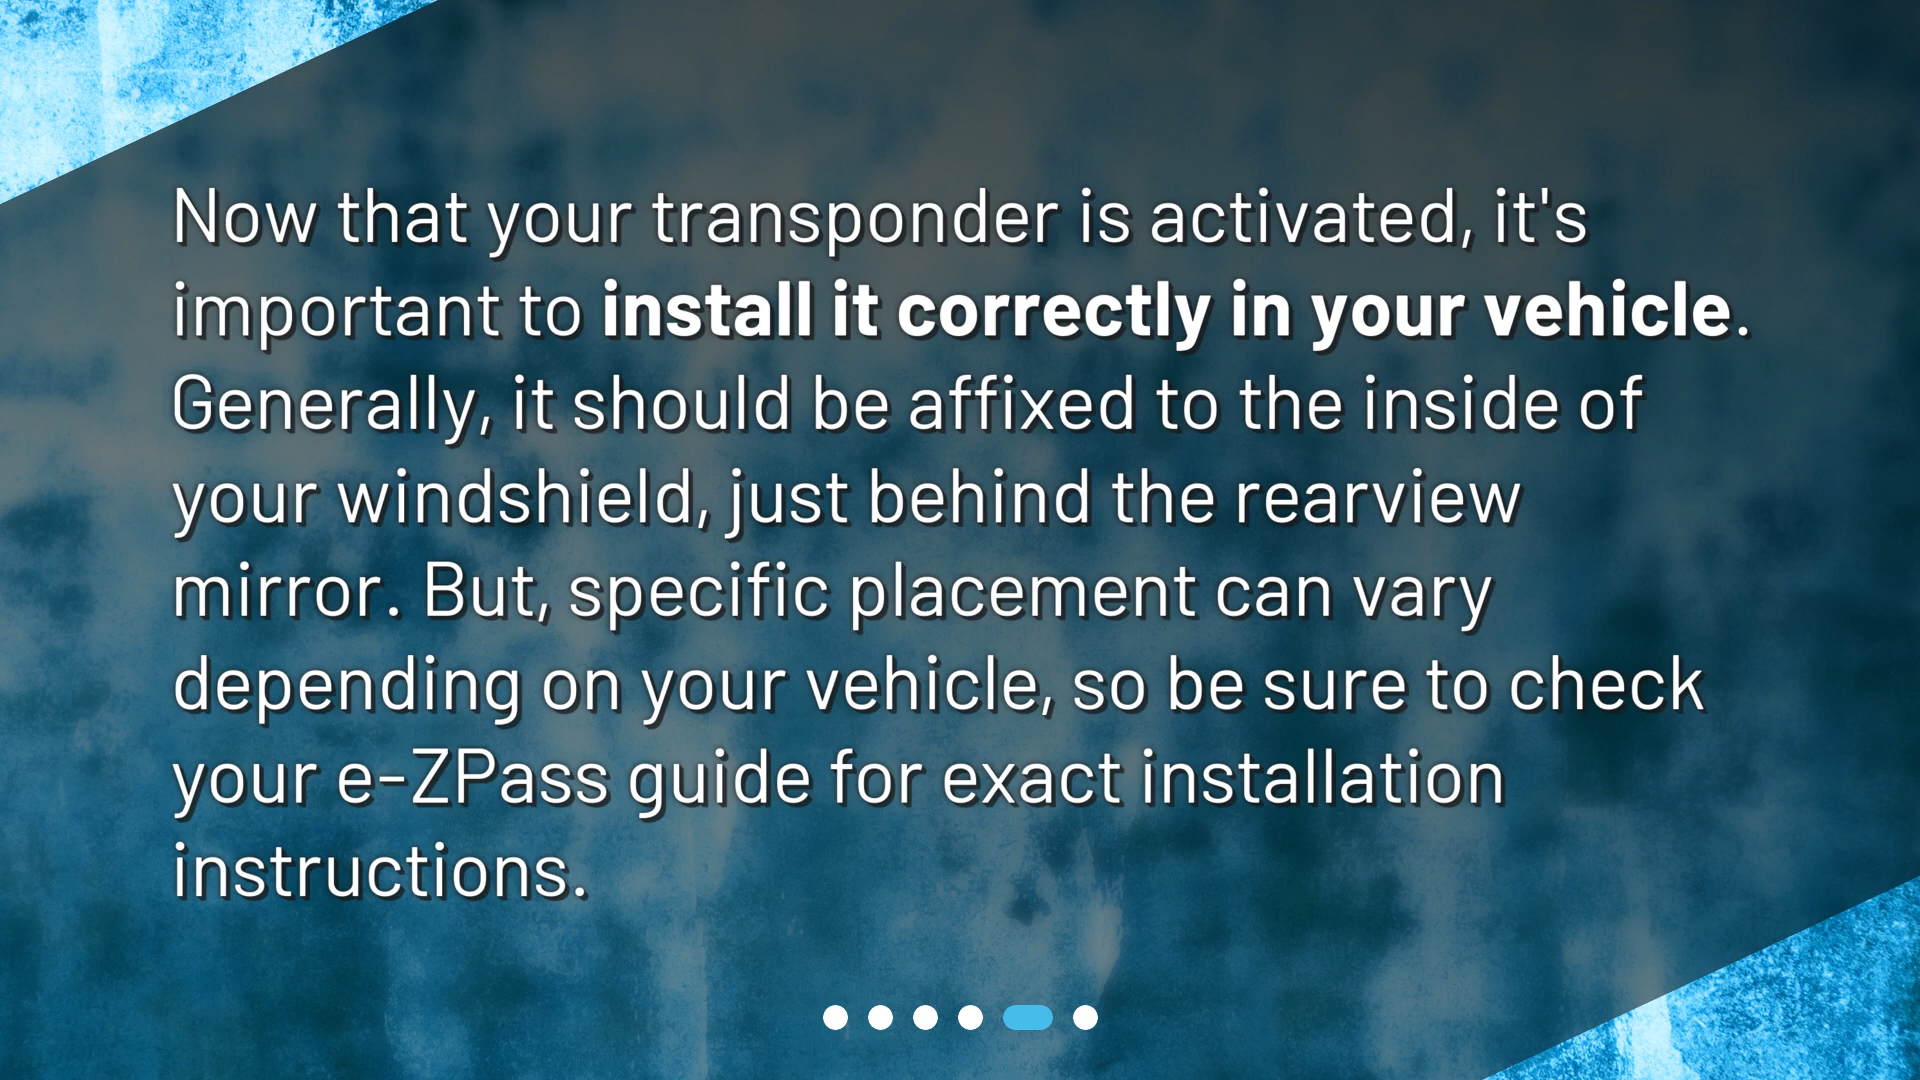 Now that your transponder is activated, it's
important to install it correctly in your vehicle.
Generally, it should be affixed to the inside of
your windshield, just behind the rearview
mirror. But, specific placement can vary
depending on your vehicle, so be sure to check
your e-ZPass guide for exact installation
instructions.